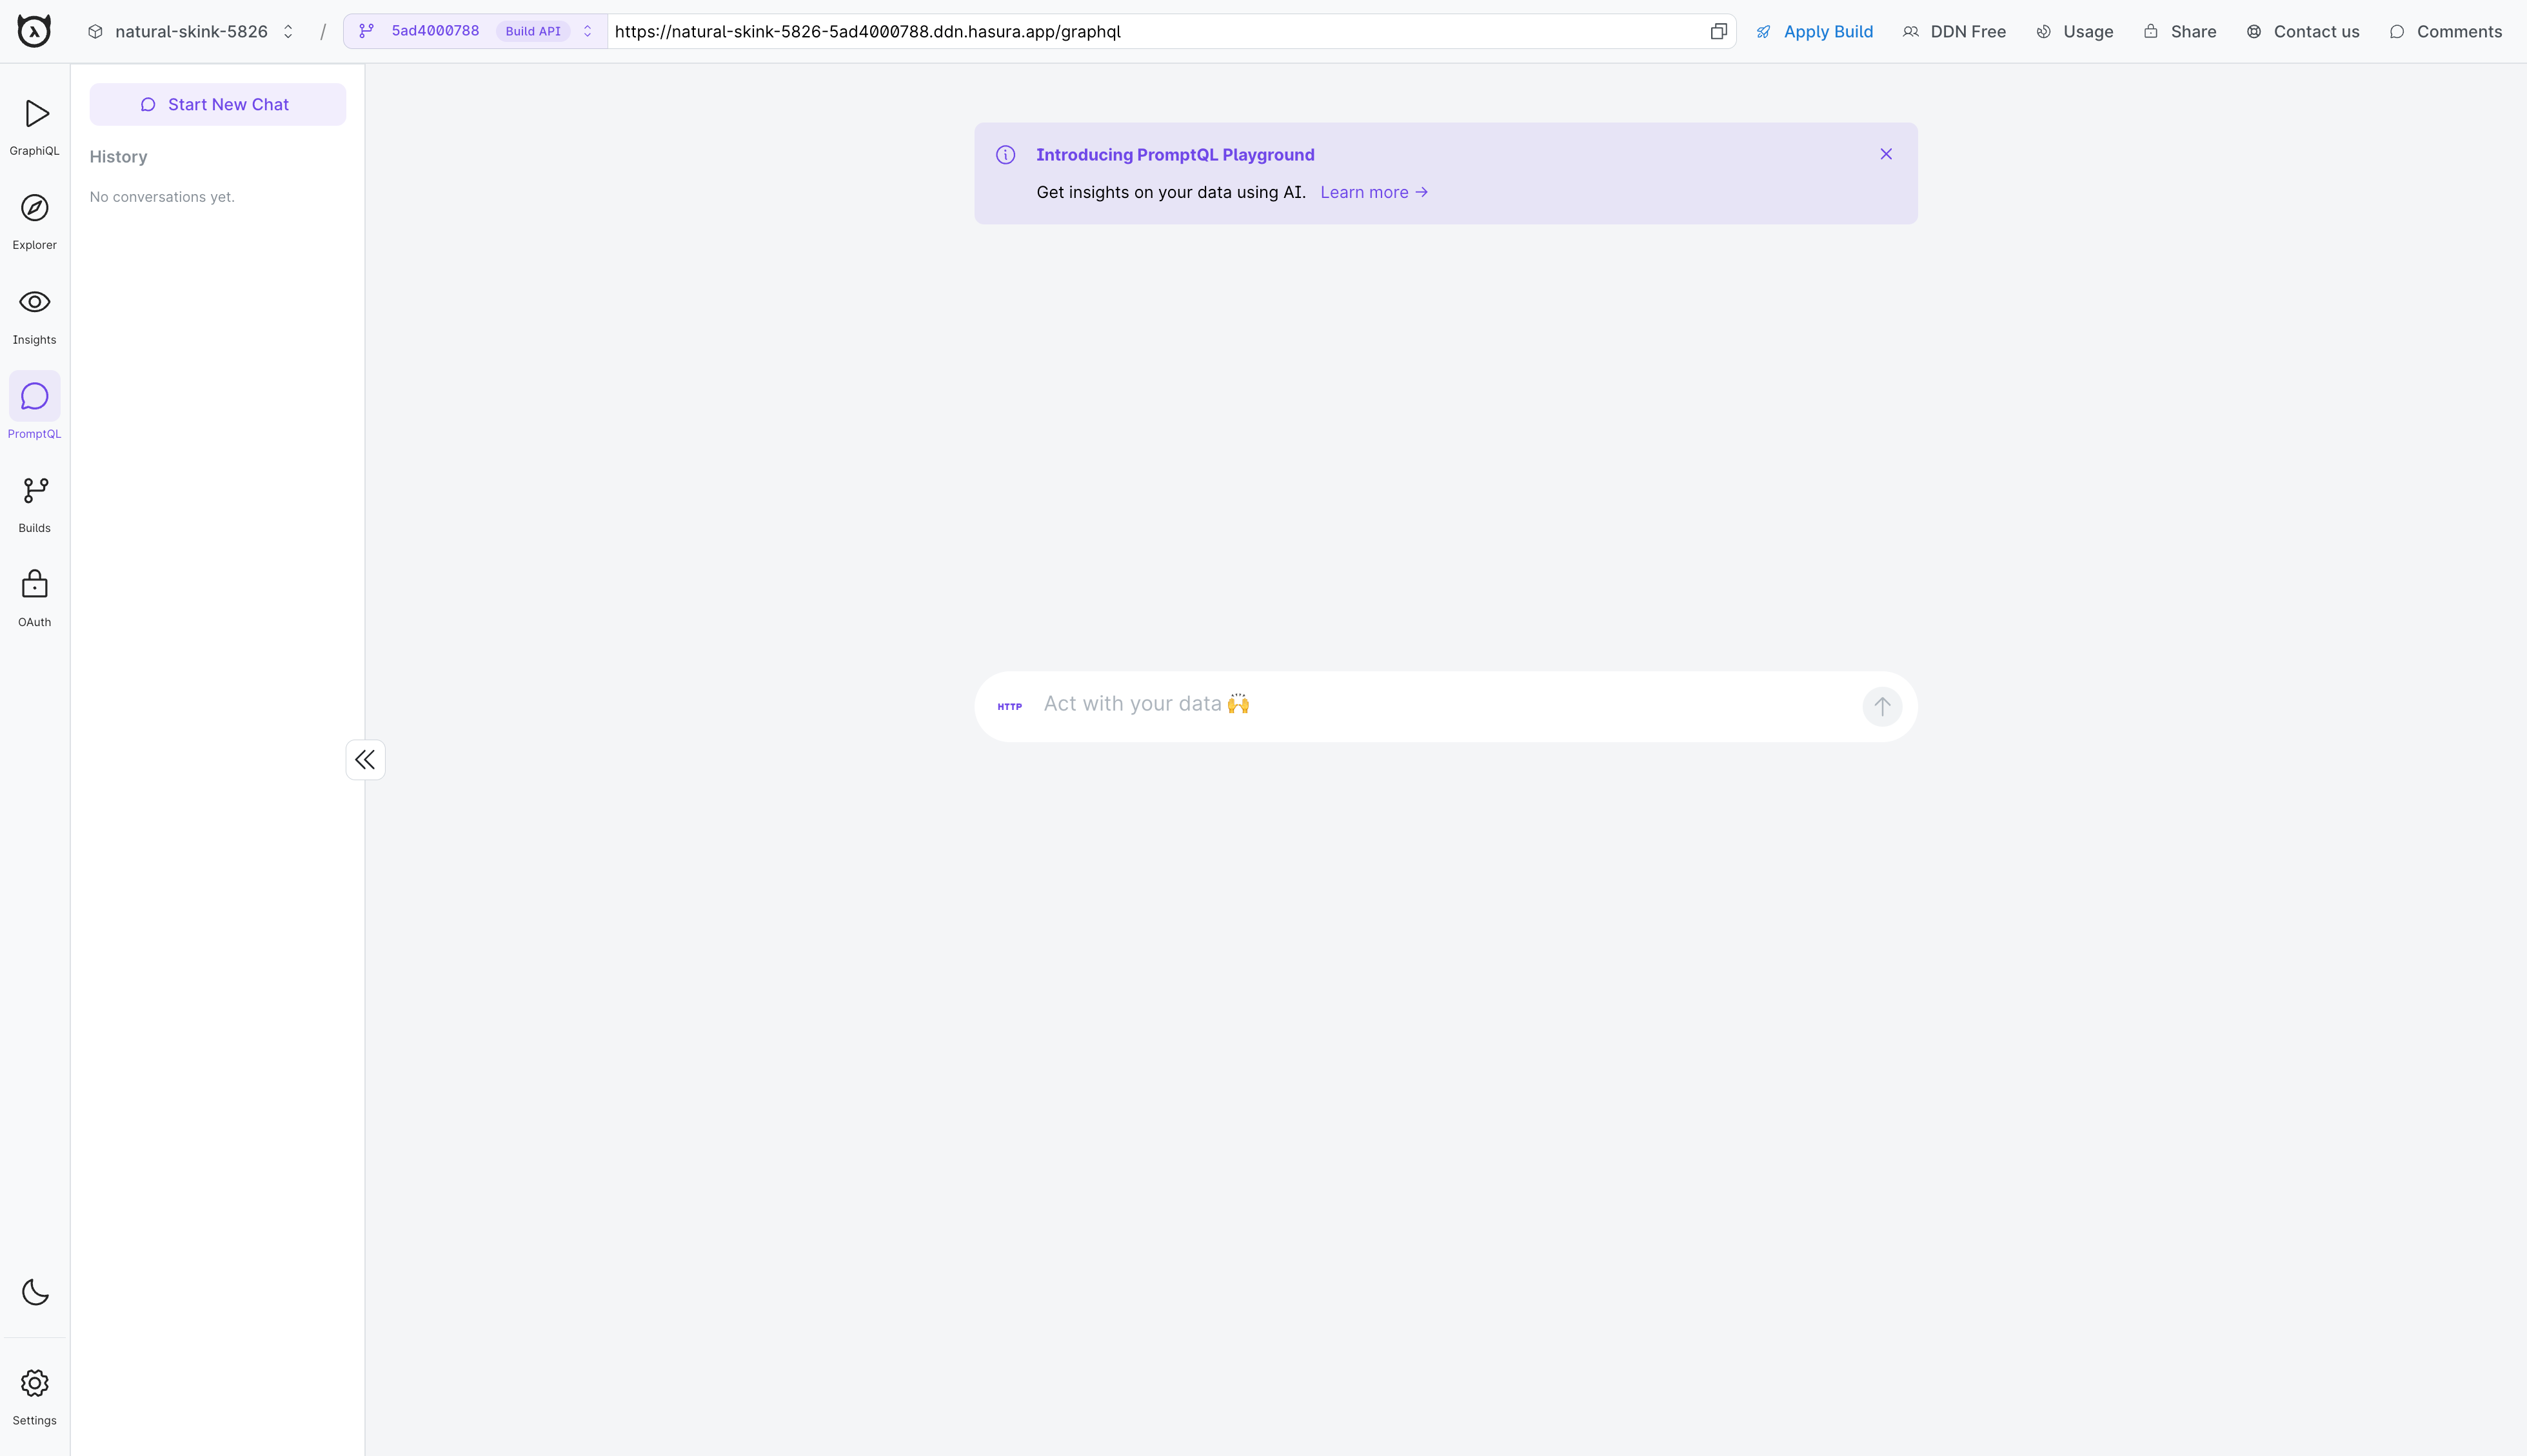 natural-skink-5826 / 5ad4000788 Build API https://natural-skink-5826-5ad4000788.ddn.hasura.app/graphql Apply Build DDN Free Usage Share Contact us Comments
GraphiQL
Explorer
Insights
PromptQL
Builds
OAuth
Settings
Start New Chat
History
No conversations yet.
Introducing PromptQL Playground
Get insights on your data using AI. Learn more →
HTTP Act with your data 🙌